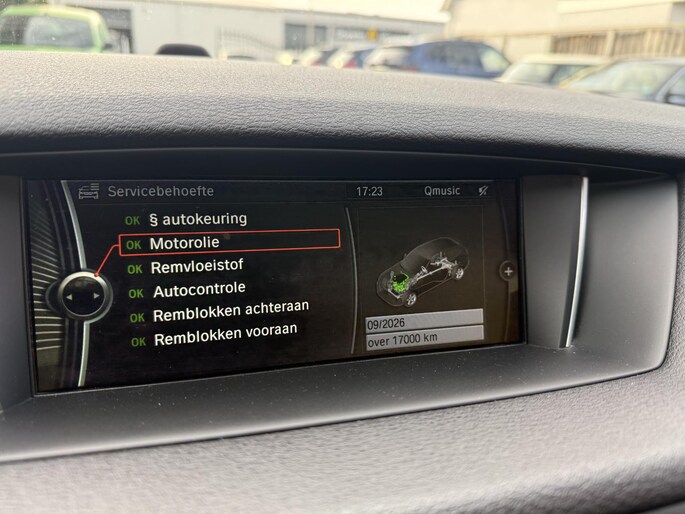 Servicebehoefte 17:23 Qmusic
OK § autokeuring
OK Motorolie
OK Remvloeistof
OK Autocontrole
OK Remblokken achteraan
OK Remblokken vooraan
09/2026
over 17000 km